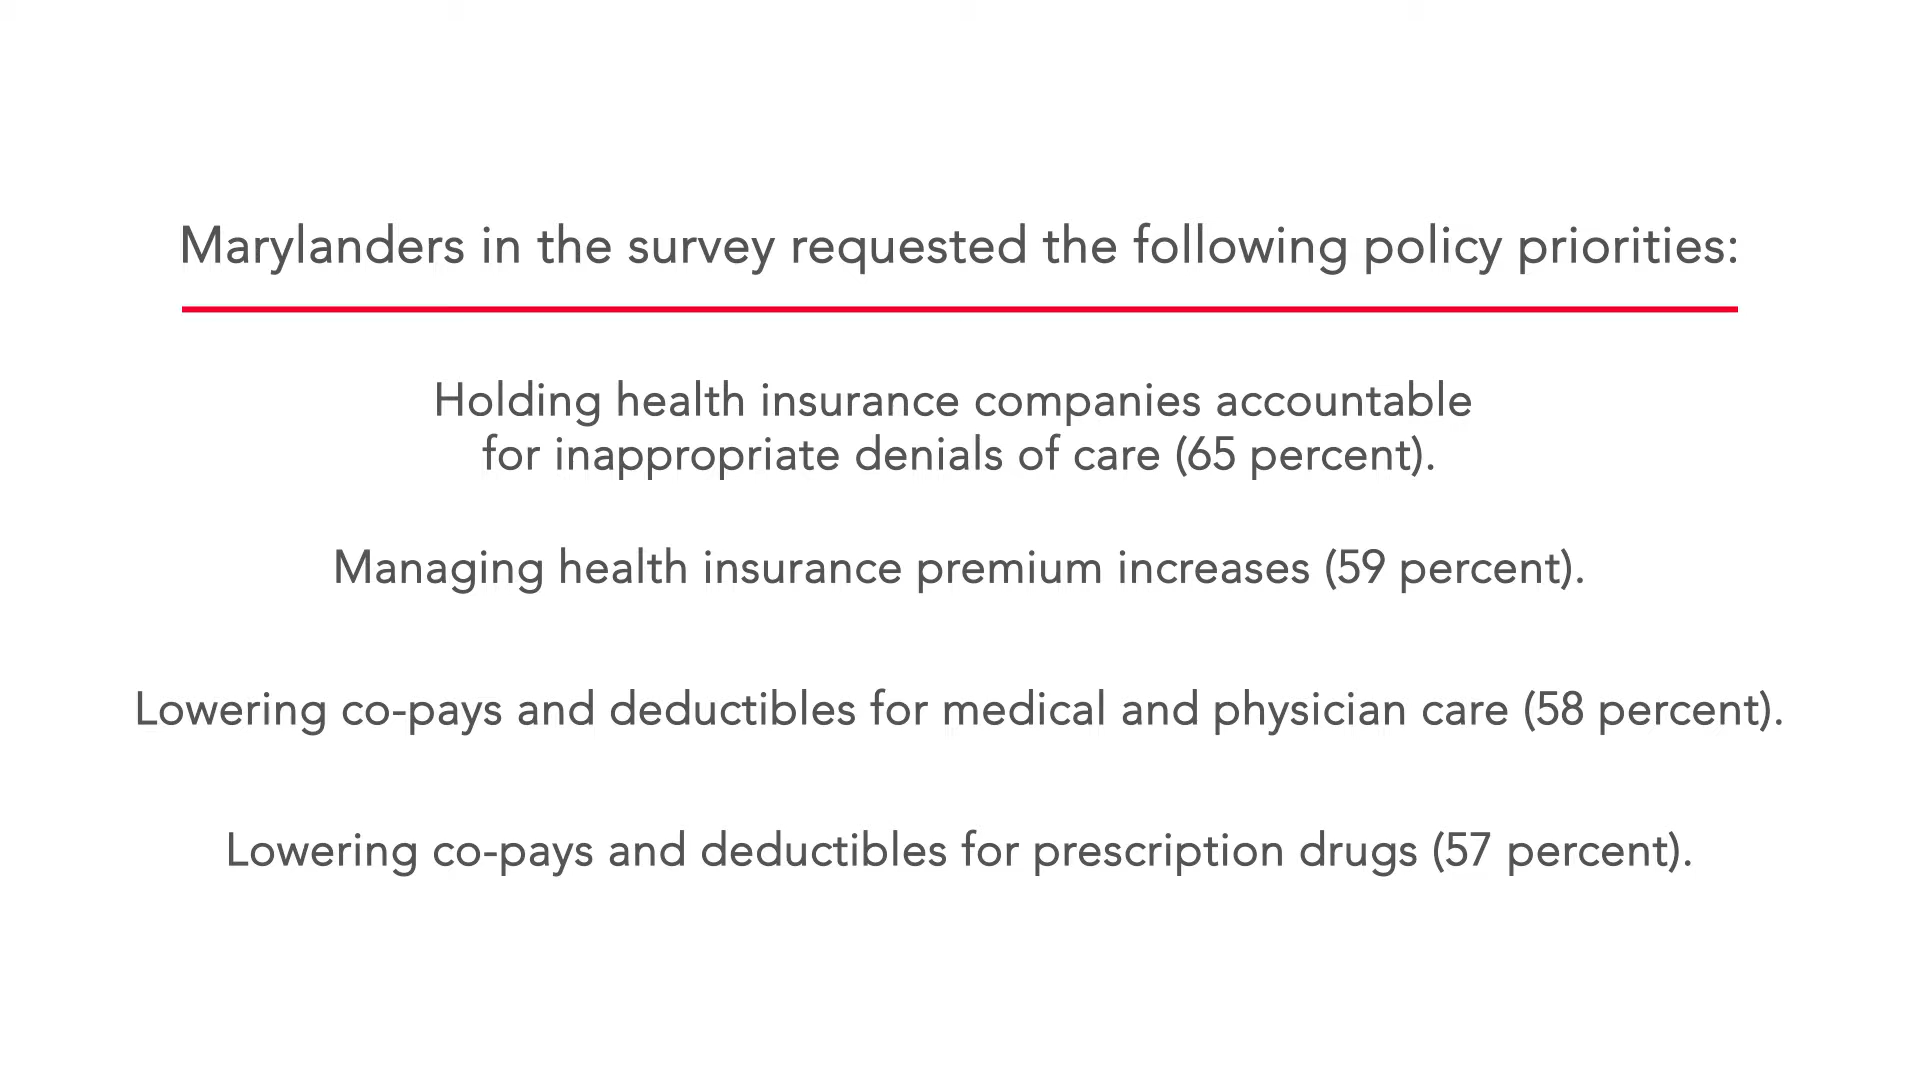 Marylanders in the survey requested the following policy priorities:
Holding health insurance companies accountable
for inappropriate denials of care (65 percent).
Managing health insurance premium increases (59 percent).
Lowering co-pays and deductibles for medical and physician care (58 percent).
Lowering co-pays and deductibles for prescription drugs (57 percent).